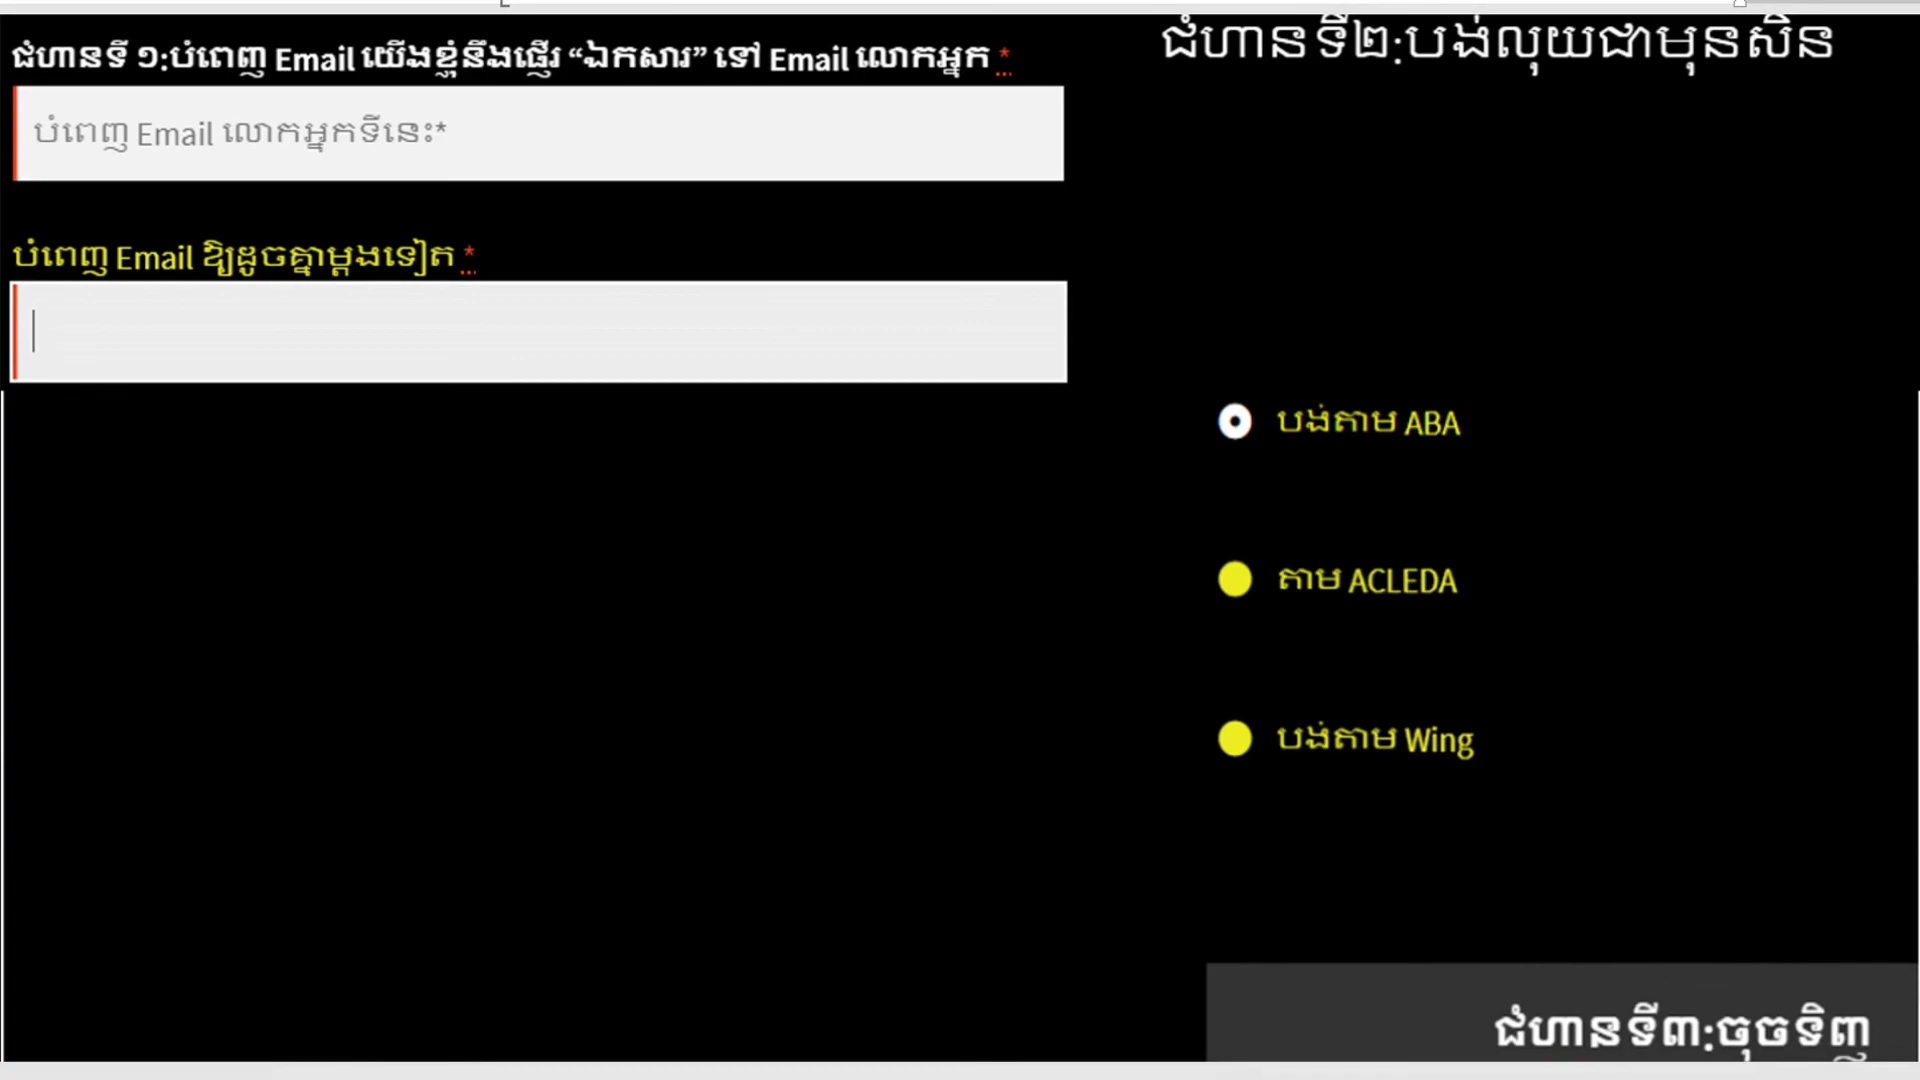 ជំហានទី ១:បំពេញ Email យើងខ្ញុំនឹងផ្ញើរ “ឯកសារ” ទៅ Email លោកអ្នក *
បំពេញ Email លោកអ្នកទីនេះ*
បំពេញ Email ឱ្យដូចគ្នាម្តងទៀត *
ជំហានទី២:បង់លុយជាមុនសិន
បង់តាម ABA
តាម ACLEDA
បង់តាម Wing
ជំហានទី៣:ចុចទិញ